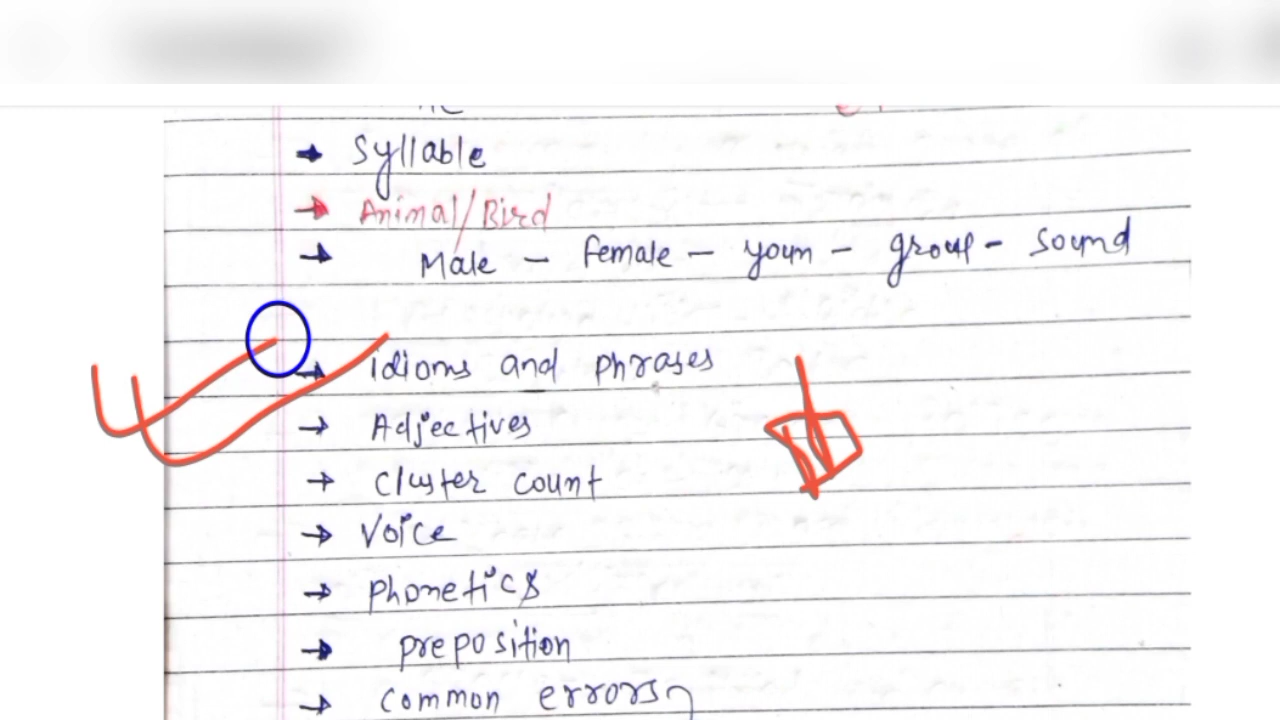 → Syllable
→ Animal/Bird
→ Male - female - youn - group - sound
→ idioms and phrases
→ Adjectives
→ cluster count
→ Voice
→ phonetics
→ preposition
→ common errors